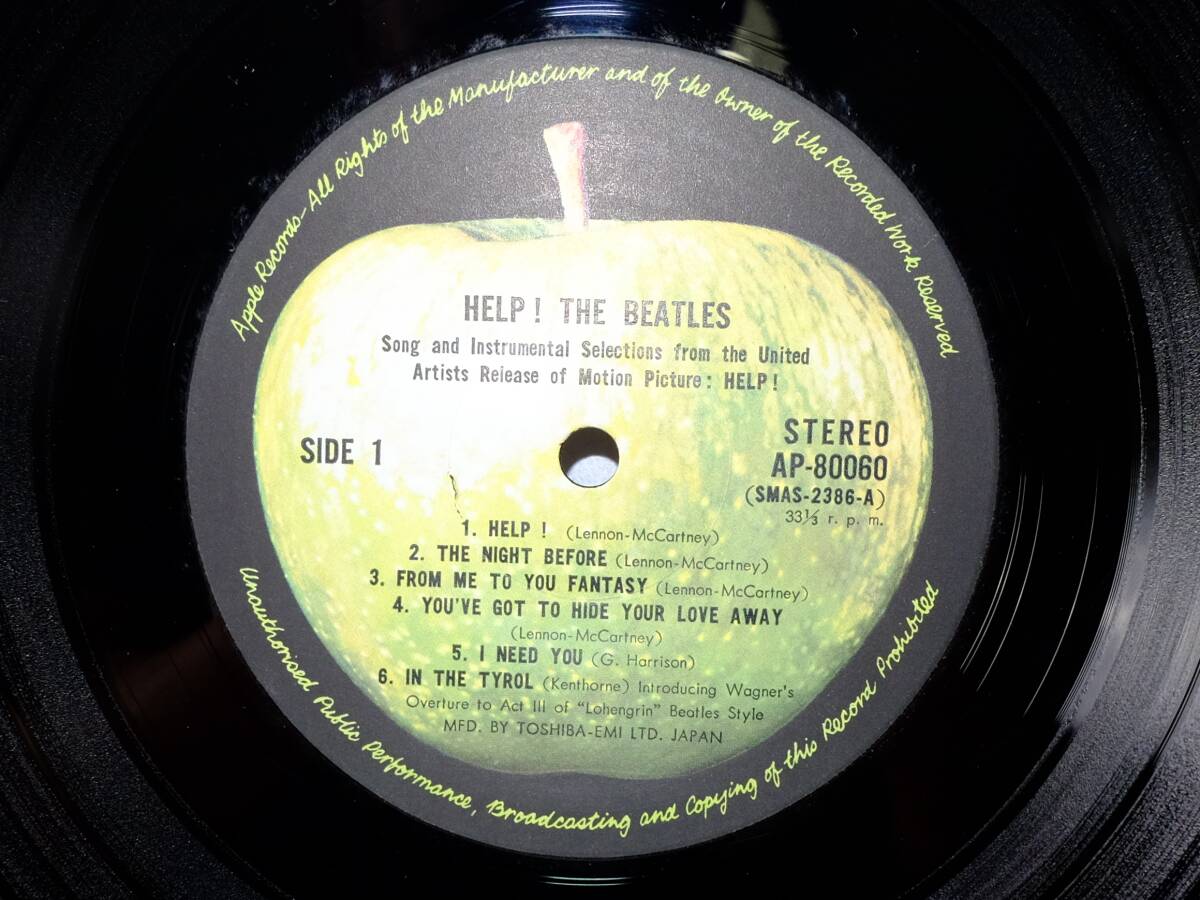 Apple Records-All Rights of the Manufacturer and of the Owner of the Recorded Work Reserved
HELP! THE BEATLES
Song and Instrumental Selections from the United
Artists Release of Motion Picture: HELP!
SIDE 1
STEREO
AP-80060
(SMAS-2386-A)
33⅓ r. p. m.
1. HELP! (Lennon-McCartney)
2. THE NIGHT BEFORE (Lennon-McCartney)
3. FROM ME TO YOU FANTASY (Lennon-McCartney)
4. YOU'VE GOT TO HIDE YOUR LOVE AWAY
(Lennon-McCartney)
5. I NEED YOU (G. Harrison)
6. IN THE TYROL (Kenthorne) Introducing Wagner's
Overture to Act III of "Lohengrin" Beatles Style
MFD. BY TOSHIBA-EMI LTD. JAPAN
Unauthorised Public Performance, Broadcasting and Copying of this Record Prohibited